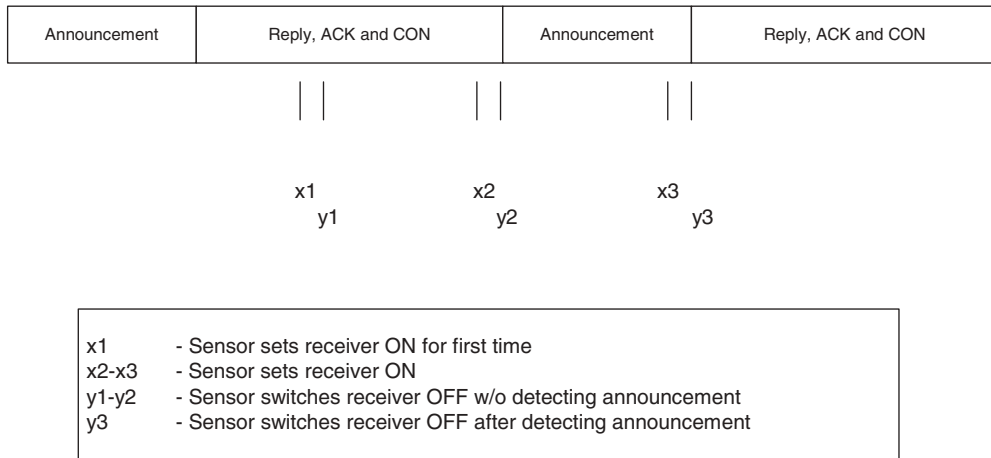 Announcement Reply, ACK and CON Announcement Reply, ACK and CON
x1 x2 x3
y1 y2 y3
x1 - Sensor sets receiver ON for first time
x2-x3 - Sensor sets receiver ON
y1-y2 - Sensor switches receiver OFF w/o detecting announcement
y3 - Sensor switches receiver OFF after detecting announcement